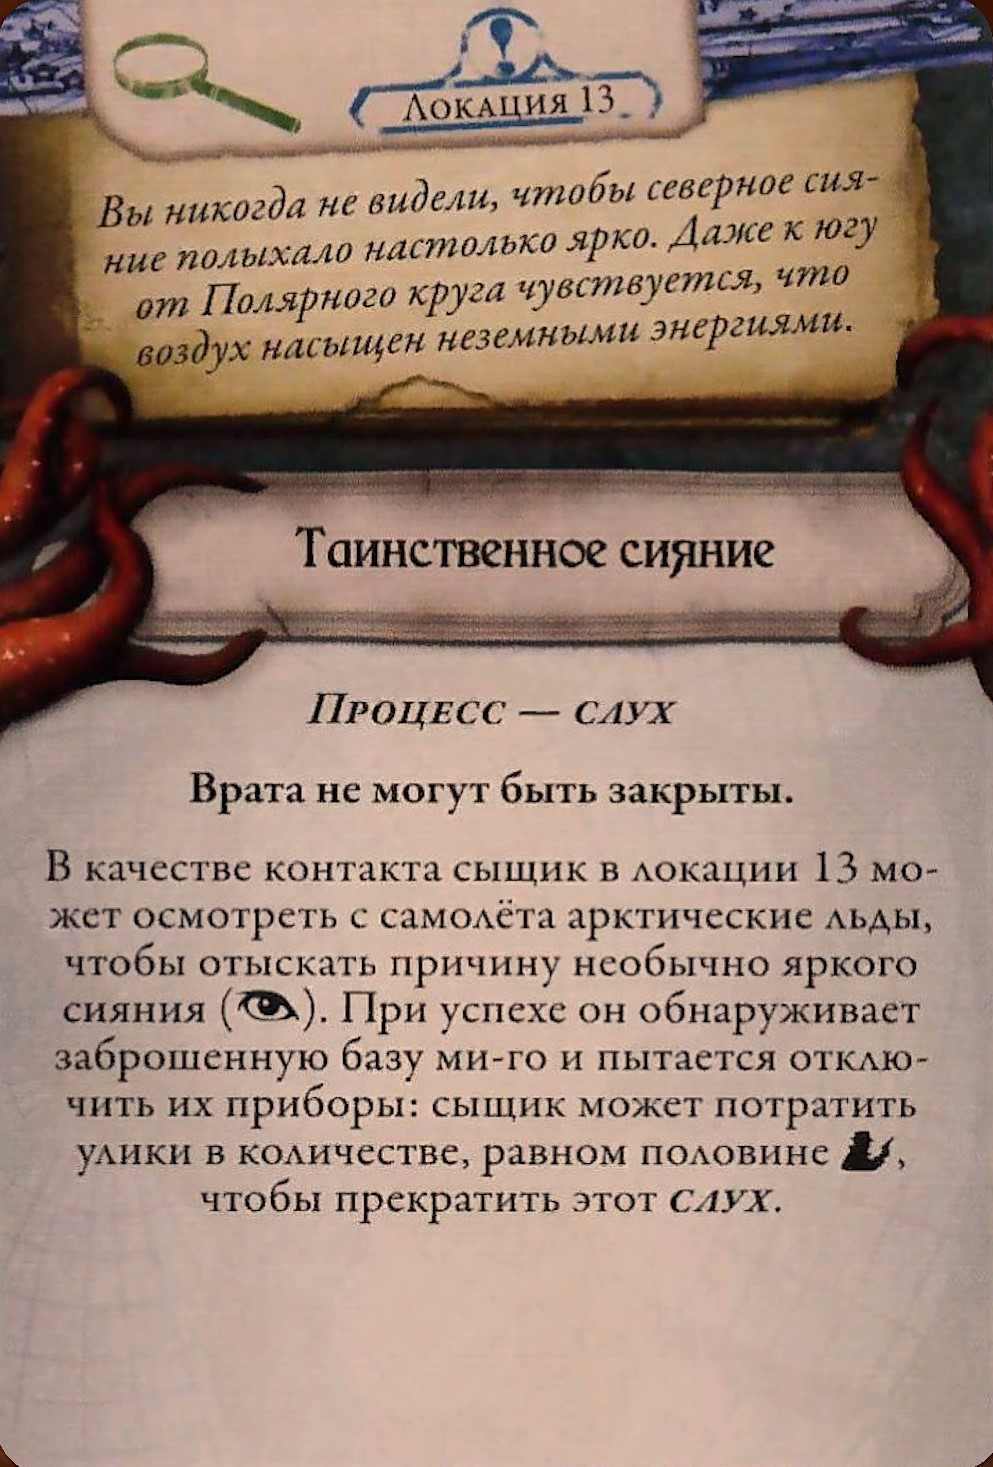 Локация 13
Вы никогда не видели, чтобы северное сия-
ние полыхало настолько ярко. Даже к югу
от Полярного круга чувствуется, что
воздух насыщен неземными энергиями.
Таинственное сияние
Процесс — слух
Врата не могут быть закрыты.
В качестве контакта сыщик в локации 13 мо-
жет осмотреть с самолёта арктические льды,
чтобы отыскать причину необычно яркого
сияния (). При успехе он обнаруживает
заброшенную базу ми-го и пытается отклю-
чить их приборы: сыщик может потратить
улики в количестве, равном половине ,
чтобы прекратить этот слух.